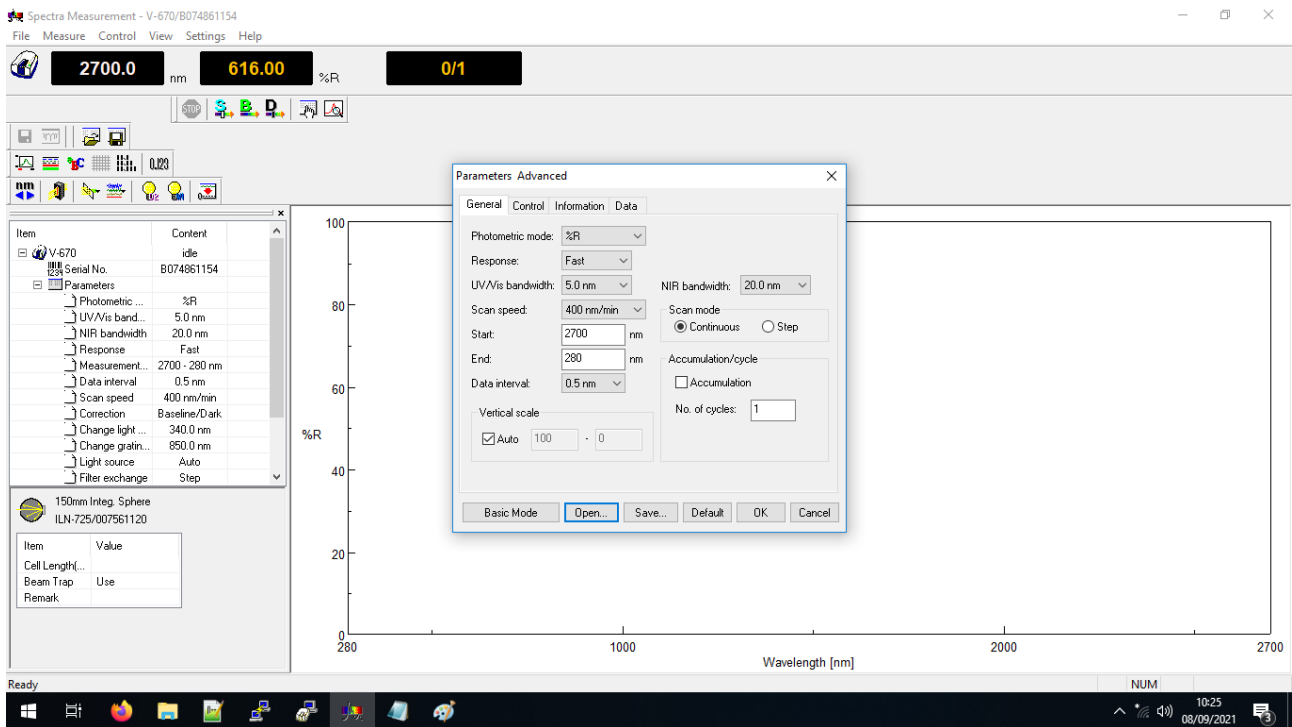 Spectra Measurement - V-670/B074861154
File Measure Control View Settings Help
2700.0 nm 616.00 %R 0/1
STOP S B D
BC 0.123
nm
D2
Item Content
V-670 idle
Serial No. B074861154
Parameters
Photometric ... %R
UV/Vis band... 5.0 nm
NIR bandwidth 20.0 nm
Response Fast
Measurement... 2700 - 280 nm
Data interval 0.5 nm
Scan speed 400 nm/min
Correction Baseline/Dark
Change light ... 340.0 nm
Change gratin... 850.0 nm
Light source Auto
Filter exchange Step
150mm Integ. Sphere
ILN-725/007561120
Item Value
Cell Length(...
Beam Trap Use
Remark
Parameters Advanced
General Control Information Data
Photometric mode: %R
Response: Fast
UV/Vis bandwidth: 5.0 nm NIR bandwidth: 20.0 nm
Scan speed: 400 nm/min Scan mode
Continuous Step
Start: 2700 nm
End: 280 nm Accumulation/cycle
Data interval: 0.5 nm Accumulation
No. of cycles: 1
Vertical scale
Auto 100 - 0
Basic Mode Open... Save... Default OK Cancel
100
80
60
%R
40
20
0
280 1000 2000 2700
Wavelength [nm]
Ready NUM
10:25
08/09/2021
3